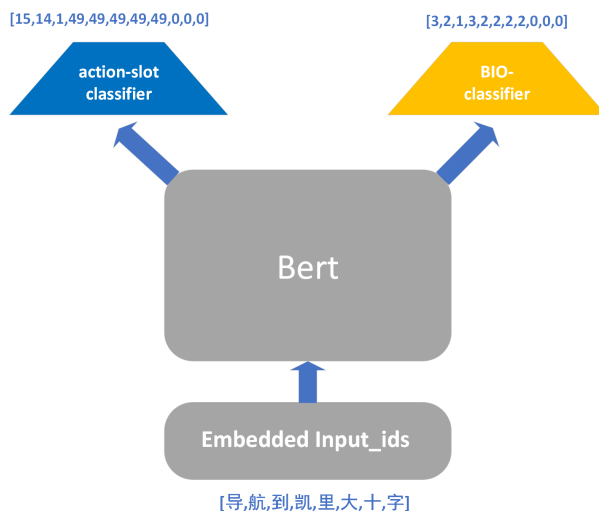 [15,14,1,49,49,49,49,49,0,0,0]
[3,2,1,3,2,2,2,2,0,0,0]
action-slot
classifier
BIO-
classifier
Bert
Embedded Input_ids
[导,航,到,凯,里,大,十,字]